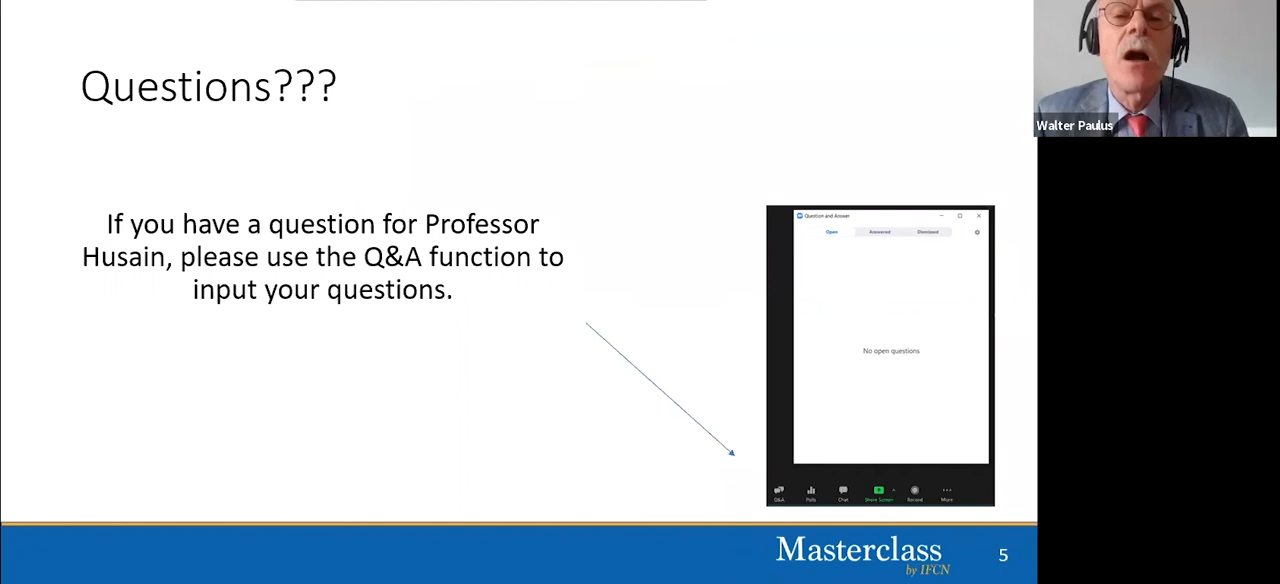 Questions???
Walter Paulus
If you have a question for Professor
Husain, please use the Q&A function to
input your questions.
Question and Answer
Open Answered Dismissed
No open questions
Q&A Polls Chat Share Screen Record More
Masterclass
by IFCN
5